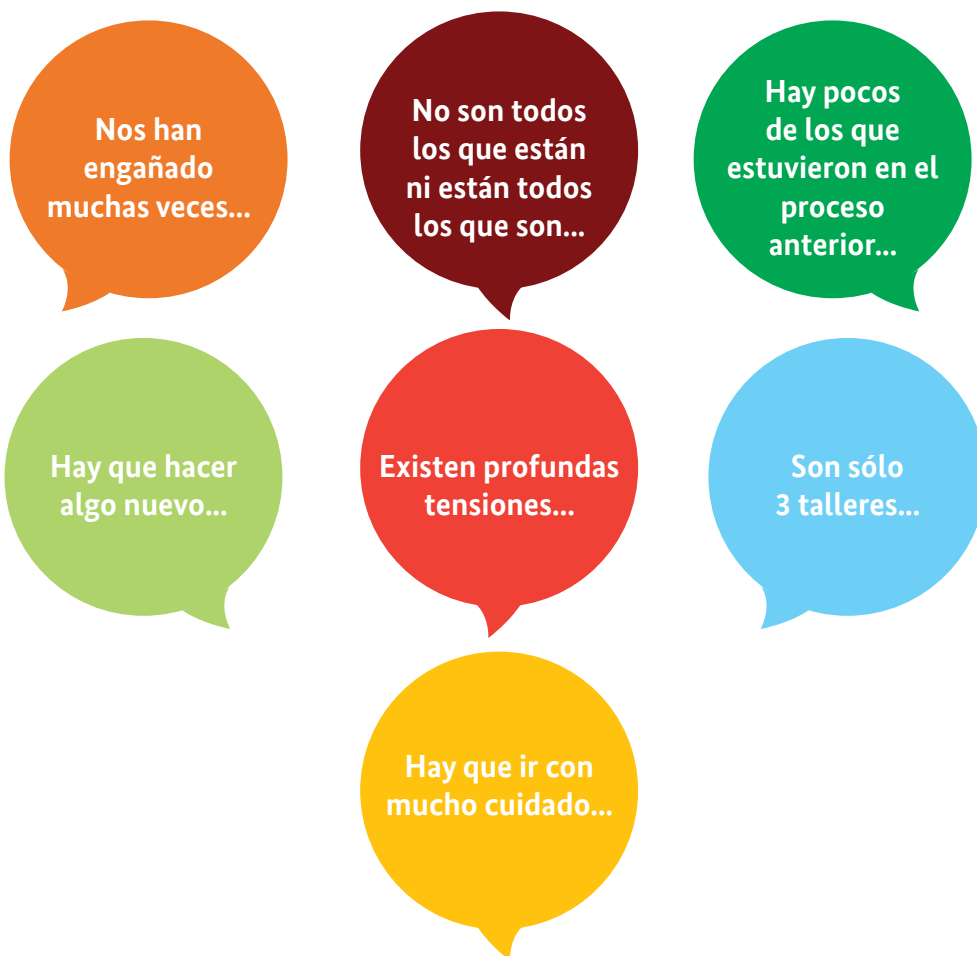 Nos han
engañado
muchas veces...
No son todos
los que están
ni están todos
los que son...
Hay pocos
de los que
estuvieron en el
proceso
anterior...
Hay que hacer
algo nuevo...
Existen profundas
tensiones...
Son sólo
3 talleres...
Hay que ir con
mucho cuidado...